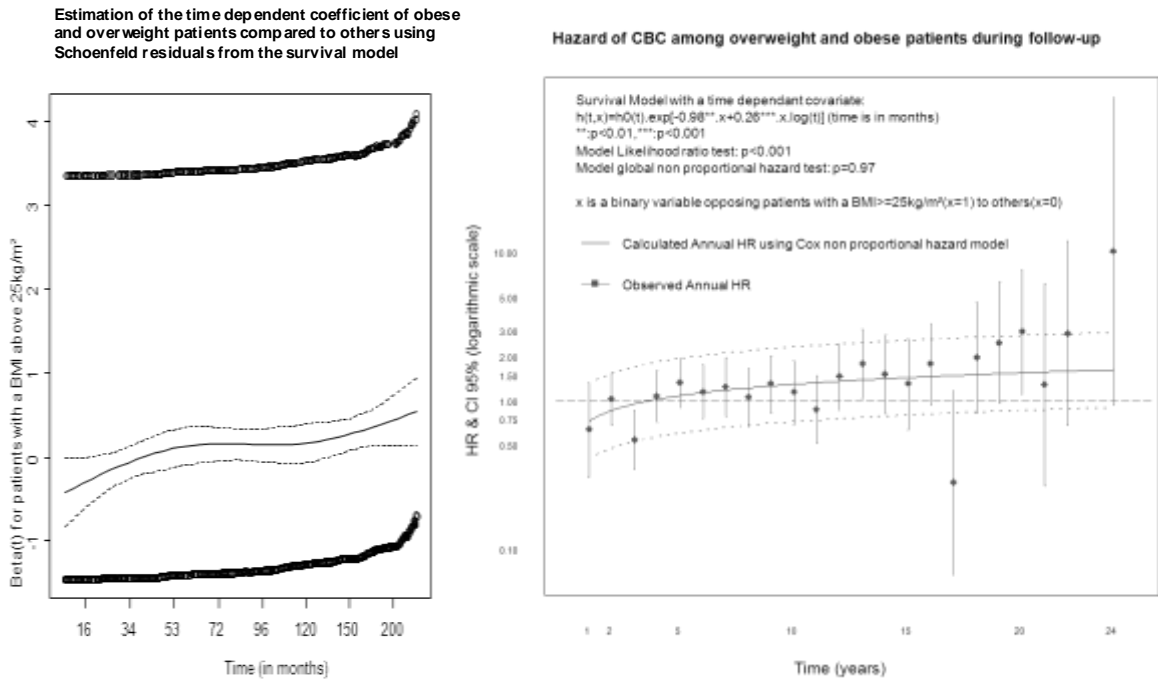 Estimation of the time dependent coefficient of obese
and overweight patients compared to others using
Schoenfeld residuals from the survival model
Beta(t) for patients with a BMI above 25kg/m²
4
3
2
1
0
-1
16 34 53 72 96 120 150 200
Time (in months)
Hazard of CBC among overweight and obese patients during follow-up
Survival Model with a time dependant covariate:
h(t,x)=h0(t).exp[-0.98**.x+0.26***.x.log(t)] (time is in months)
**:p<0.01,***:p<0.001
Model Likelihood ratio test: p<0.001
Model global non proportional hazard test: p=0.97
x is a binary variable opposing patients with a BMI>=25kg/m²(x=1) to others(x=0)
Calculated Annual HR using Cox non proportional hazard model
Observed Annual HR
HR & CI 95% (logarithmic scale)
10.00
5.00
3.00
2.00
1.50
1.00
0.75
0.50
0.10
1 2 5 10 15 20 24
Time (years)